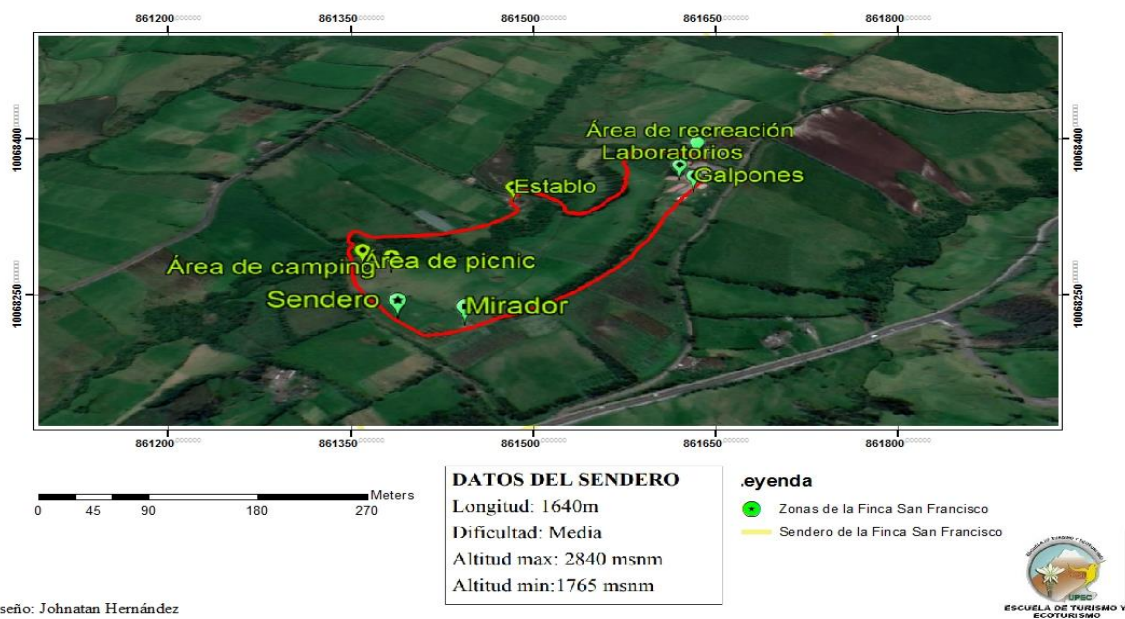 861200 861350 861500 861650 861800
10068400 10068400
Área de recreación
Laboratorios
Galpones
Establo
Área de camping
Área de picnic
Sendero
Mirador
10068250 10068250
861200 861350 861500 861650 861800
Meters
0 45 90 180 270
DATOS DEL SENDERO
Longitud: 1640m
Dificultad: Media
Altitud max: 2840 msnm
Altitud min:1765 msnm
.eyenda
Zonas de la Finca San Francisco
Sendero de la Finca San Francisco
seño: Johnatan Hernández
UPEC
ESCUELA DE TURISMO Y
ECOTURISMO